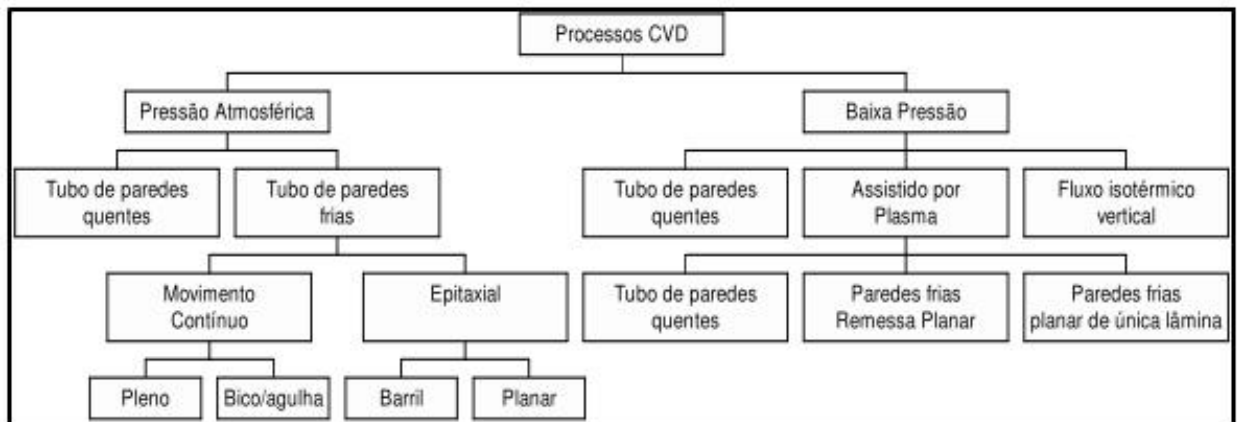 Processos CVD
Pressão Atmosférica
Baixa Pressão
Tubo de paredes
quentes
Tubo de paredes
frias
Tubo de paredes
quentes
Assistido por
Plasma
Fluxo isotérmico
vertical
Movimento
Contínuo
Epitaxial
Tubo de paredes
quentes
Paredes frias
Remessa Planar
Paredes frias
planar de única lâmina
Pleno
Bico/agulha
Barril
Planar